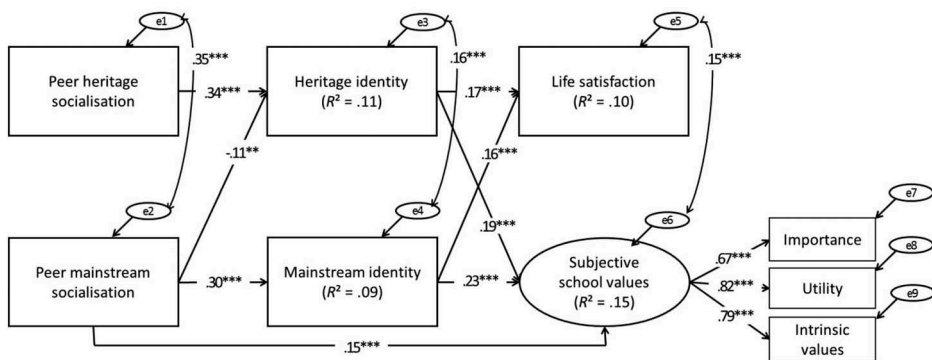 e1
e3
e5
.35***
.16***
.15***
Peer heritage
socialisation
.34***
Heritage identity
(R² = .11)
.17***
Life satisfaction
(R² = .10)
-.11**
.16***
e2
e4
e6
e7
.19***
Importance
.67***
e8
Peer mainstream
socialisation
.30***
Mainstream identity
(R² = .09)
.23***
Subjective
school values
(R² = .15)
.82***
Utility
e9
.79***
Intrinsic
values
.15***